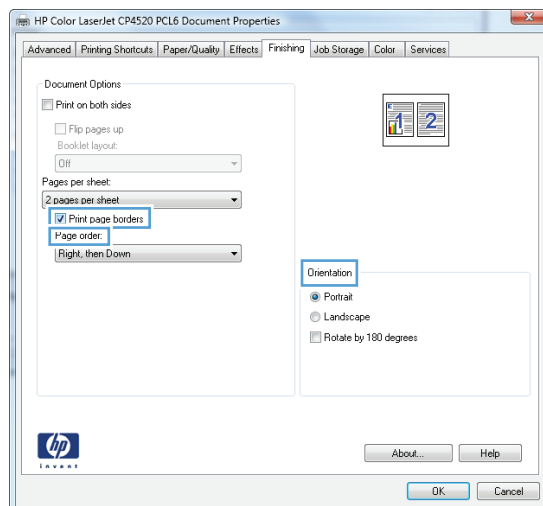 HP Color LaserJet CP4520 PCL6 Document Properties
Advanced Printing Shortcuts Paper/Quality Effects Finishing Job Storage Color Services
Document Options
Print on both sides
Flip pages up
Booklet layout:
Off
Pages per sheet:
2 pages per sheet
Print page borders
Page order:
Right, then Down
1 2
Orientation
Portrait
Landscape
Rotate by 180 degrees
hp
invent
About... Help
OK Cancel